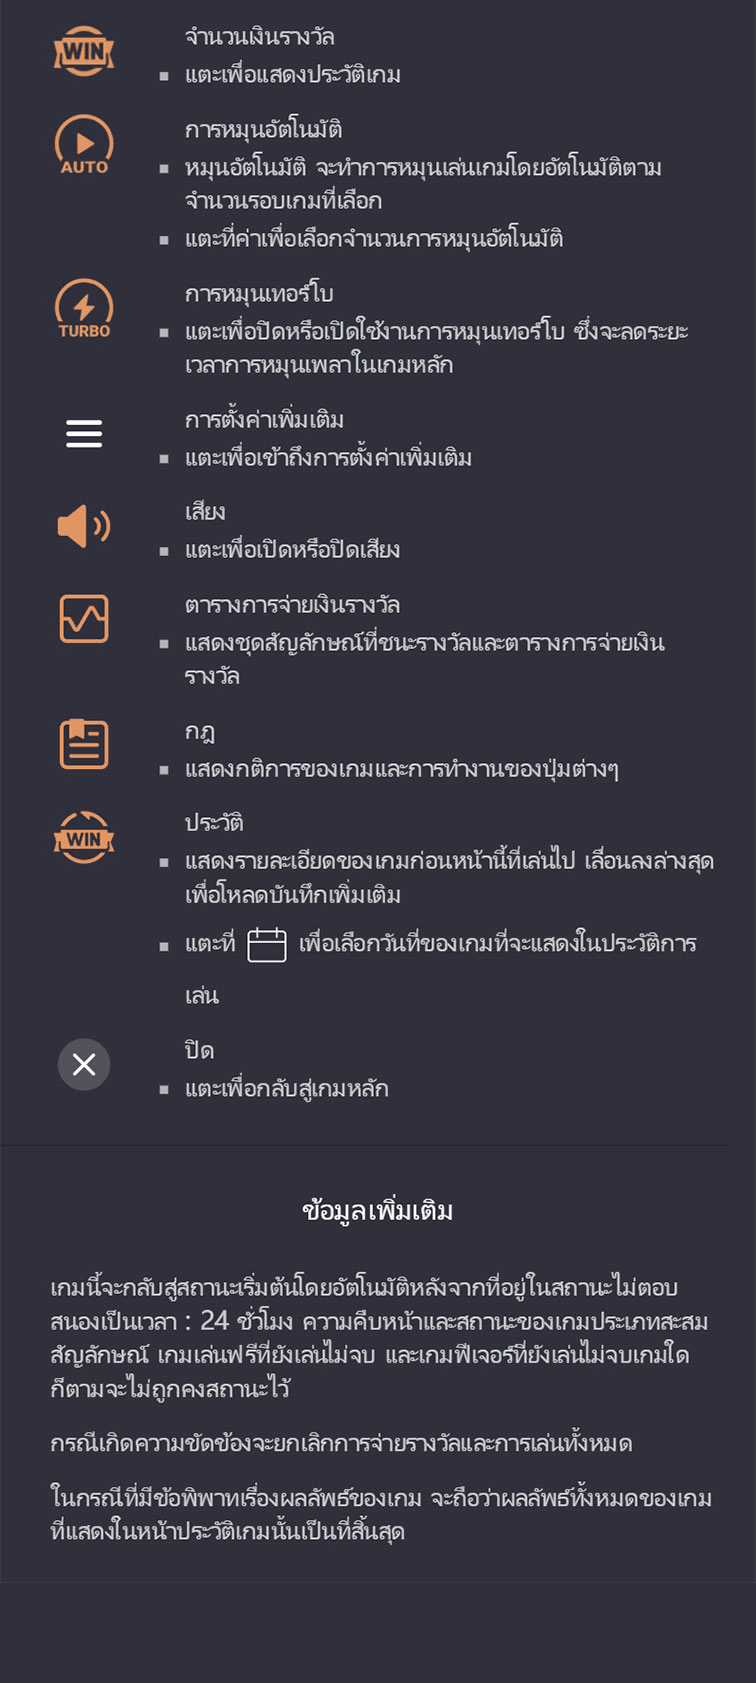 WIN
จำนวนเงินรางวัล
▪ แตะเพื่อแสดงประวัติเกม
AUTO
การหมุนอัตโนมัติ
▪ หมุนอัตโนมัติ จะทำการหมุนเล่นเกมโดยอัตโนมัติตาม
จำนวนรอบเกมที่เลือก
▪ แตะที่ค่าเพื่อเลือกจำนวนการหมุนอัตโนมัติ
TURBO
การหมุนเทอร์โบ
▪ แตะเพื่อปิดหรือเปิดใช้งานการหมุนเทอร์โบ ซึ่งจะลดระยะ
เวลาการหมุนเพลาในเกมหลัก
การตั้งค่าเพิ่มเติม
▪ แตะเพื่อเข้าถึงการตั้งค่าเพิ่มเติม
เสียง
▪ แตะเพื่อเปิดหรือปิดเสียง
ตารางการจ่ายเงินรางวัล
▪ แสดงชุดสัญลักษณ์ที่ชนะรางวัลและตารางการจ่ายเงิน
รางวัล
กฎ
▪ แสดงกติการของเกมและการทำงานของปุ่มต่างๆ
WIN
ประวัติ
▪ แสดงรายละเอียดของเกมก่อนหน้านี้ที่เล่นไป เลื่อนลงล่างสุด
เพื่อโหลดบันทึกเพิ่มเติม
▪ แตะที่ เพื่อเลือกวันที่ของเกมที่จะแสดงในประวัติการ
เล่น
ปิด
▪ แตะเพื่อกลับสู่เกมหลัก
ข้อมูลเพิ่มเติม
เกมนี้จะกลับสู่สถานะเริ่มต้นโดยอัตโนมัติหลังจากที่อยู่ในสถานะไม่ตอบ
สนองเป็นเวลา : 24 ชั่วโมง ความคืบหน้าและสถานะของเกมประเภทสะสม
สัญลักษณ์ เกมเล่นฟรีที่ยังเล่นไม่จบ และเกมฟีเจอร์ที่ยังเล่นไม่จบเกมใด
ก็ตามจะไม่ถูกคงสถานะไว้
กรณีเกิดความขัดข้องจะยกเลิกการจ่ายรางวัลและการเล่นทั้งหมด
ในกรณีที่มีข้อพิพาทเรื่องผลลัพธ์ของเกม จะถือว่าผลลัพธ์ทั้งหมดของเกม
ที่แสดงในหน้าประวัติเกมนั้นเป็นที่สิ้นสุด